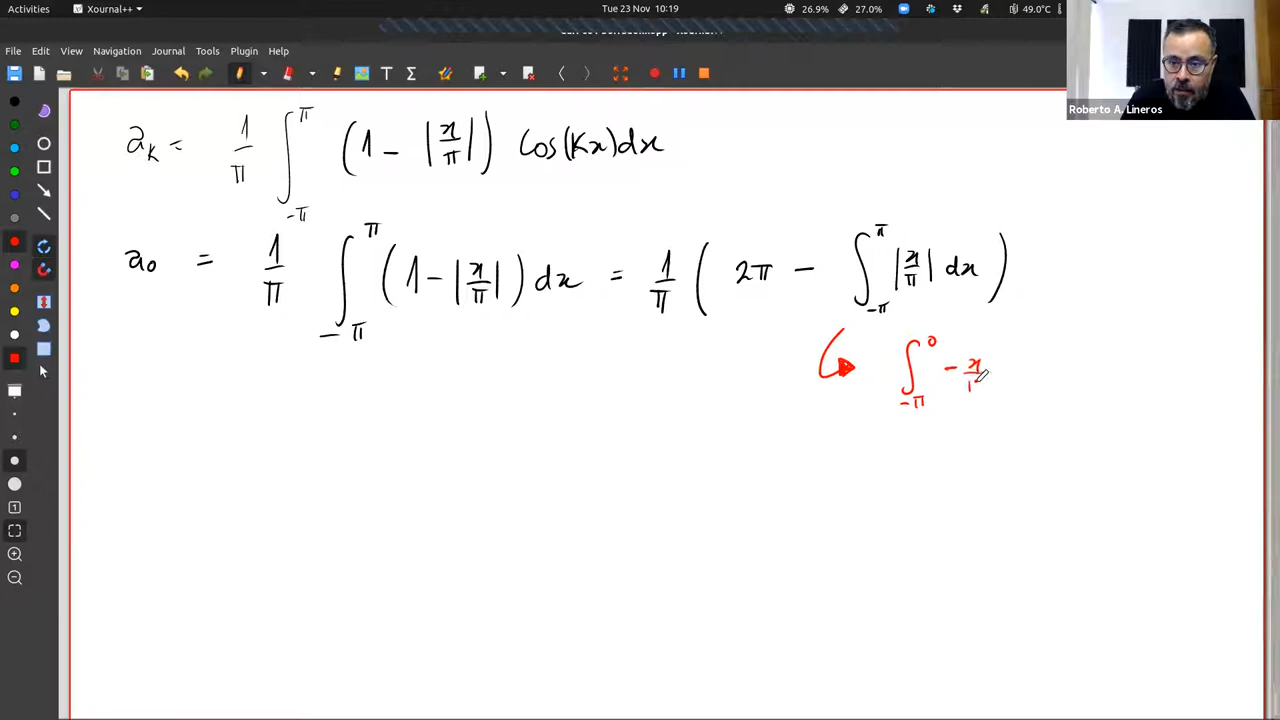 Activities Xournal++ Tue 23 Nov 10:19 26.9% 27.0% 49.0°C
File Edit View Navigation Journal Tools Plugin Help
Roberto A. Lineros
a_K = 1/π ∫_{-π}^{π} (1 - |x/π|) Cos(Kx)dx
a_0 = 1/π ∫_{-π}^{π} (1 - |x/π|) dx = 1/π ( 2π - ∫_{-π}^{π} |x/π| dx )
∫_{-π}^{0} - x/